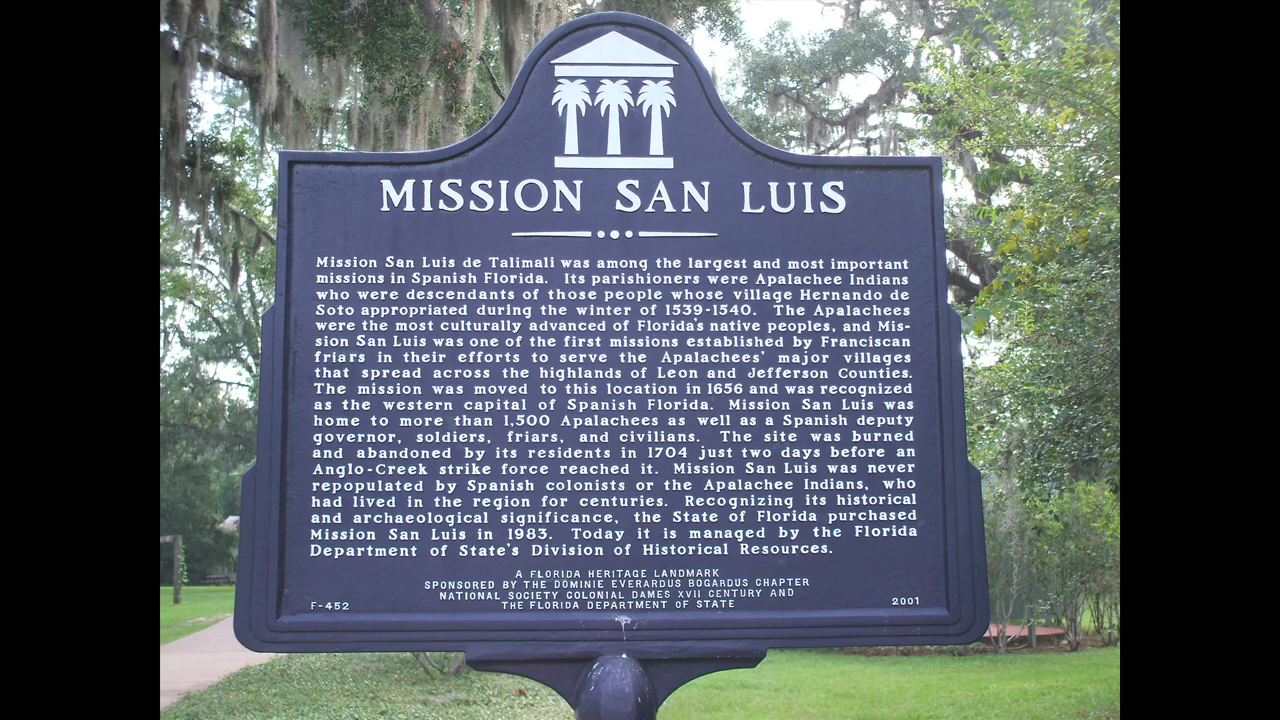 MISSION SAN LUIS
Mission San Luis de Talimali was among the largest and most important
missions in Spanish Florida. Its parishioners were Apalachee Indians
who were descendants of those people whose village Hernando de
Soto appropriated during the winter of 1539-1540. The Apalachees
were the most culturally advanced of Florida's native peoples, and Mis-
sion San Luis was one of the first missions established by Franciscan
friars in their efforts to serve the Apalachees' major villages
that spread across the highlands of Leon and Jefferson Counties.
The mission was moved to this location in 1656 and was recognized
as the western capital of Spanish Florida. Mission San Luis was
home to more than 1,500 Apalachees as well as a Spanish deputy
governor, soldiers, friars, and civilians. The site was burned
and abandoned by its residents in 1704 just two days before an
Anglo-Creek strike force reached it. Mission San Luis was never
repopulated by Spanish colonists or the Apalachee Indians, who
had lived in the region for centuries. Recognizing its historical
and archaeological significance, the State of Florida purchased
Mission San Luis in 1983. Today it is managed by the Florida
Department of State's Division of Historical Resources.
A FLORIDA HERITAGE LANDMARK
SPONSORED BY THE DOMINIE EVERARDUS BOGARDUS CHAPTER
NATIONAL SOCIETY COLONIAL DAMES XVII CENTURY AND
F-452 THE FLORIDA DEPARTMENT OF STATE 2001